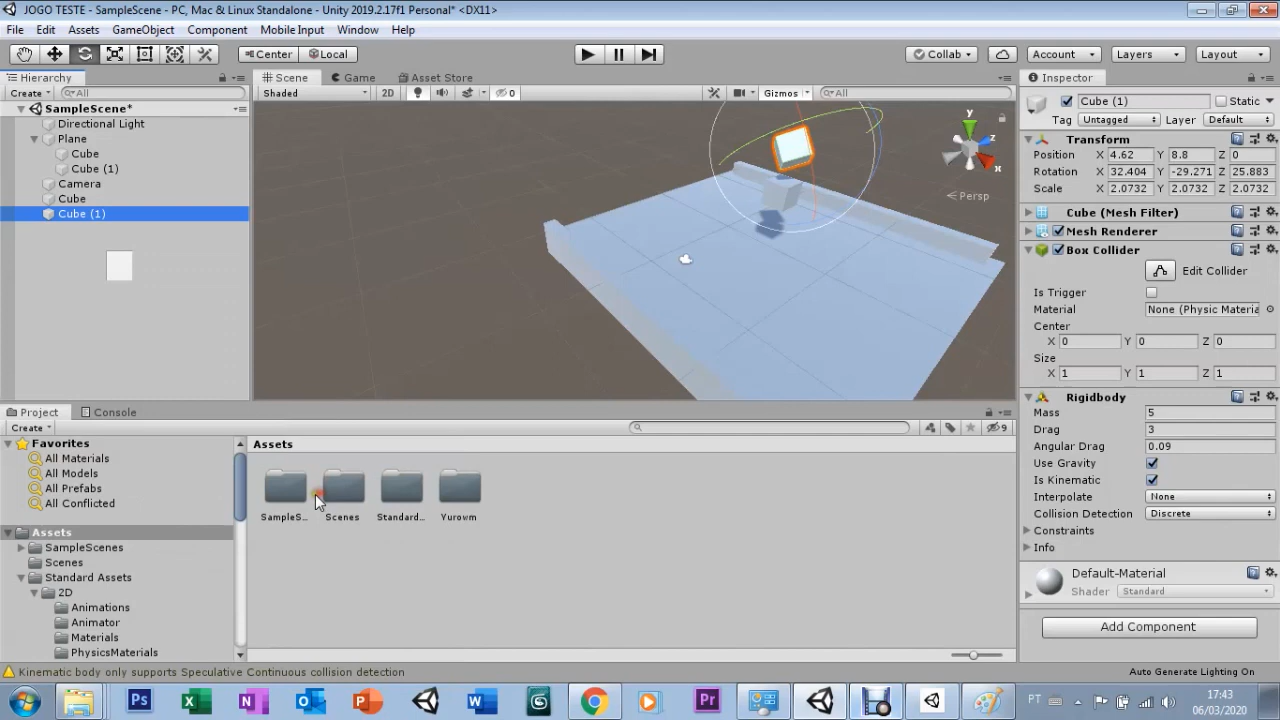 JOGO TESTE - SampleScene - PC, Mac & Linux Standalone - Unity 2019.2.17f1 Personal* <DX11>
File Edit Assets GameObject Component Mobile Input Window Help
Center Local Collab Account Layers Layout
Hierarchy Scene Game Asset Store Inspector
Create All Shaded 2D 0 Gizmos All
Cube (1) Static
SampleScene*
Tag Untagged Layer Default
Directional Light
Plane
Cube
Cube (1)
Camera
Cube
Cube (1)
y
z
x
Persp
Transform
Position X 4.62 Y 8.8 Z 0
Rotation X 32.404 Y -29.271 Z 25.883
Scale X 2.0732 Y 2.0732 Z 2.0732
Cube (Mesh Filter)
Mesh Renderer
Box Collider
Edit Collider
Is Trigger
Material None (Physic Materia
Center
X 0 Y 0 Z 0
Size
X 1 Y 1 Z 1
Rigidbody
Mass 5
Drag 3
Angular Drag 0.09
Use Gravity
Is Kinematic
Interpolate None
Collision Detection Discrete
Constraints
Info
Default-Material
Shader Standard
Add Component
Project Console
Create 9
Favorites
All Materials
All Models
All Prefabs
All Conflicted
Assets
SampleScenes
Scenes
Standard Assets
2D
Animations
Animator
Materials
PhysicsMaterials
Assets
SampleS... Scenes Standard... Yurovm
Kinematic body only supports Speculative Continuous collision detection
Auto Generate Lighting On
PT 17:43
06/03/2020